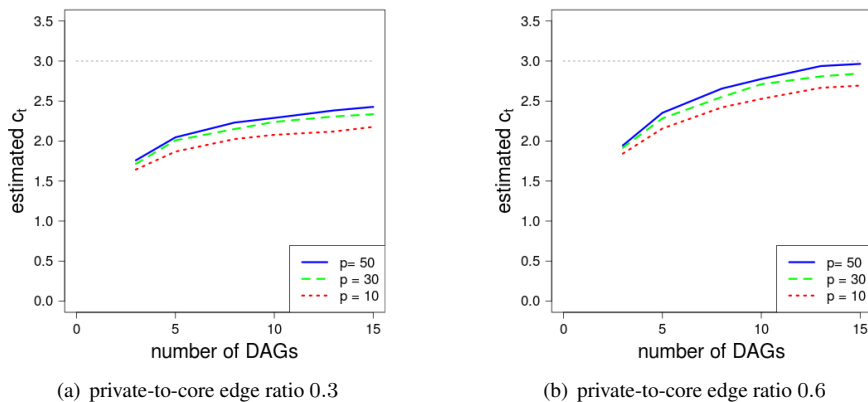 3.5
3.0
2.5
2.0
1.5
1.0
0.5
0.0
estimated ct
0 5 10 15
number of DAGs
p= 50
p = 30
p = 10
(a) private-to-core edge ratio 0.3
3.5
3.0
2.5
2.0
1.5
1.0
0.5
0.0
estimated ct
0 5 10 15
number of DAGs
p= 50
p = 30
p = 10
(b) private-to-core edge ratio 0.6